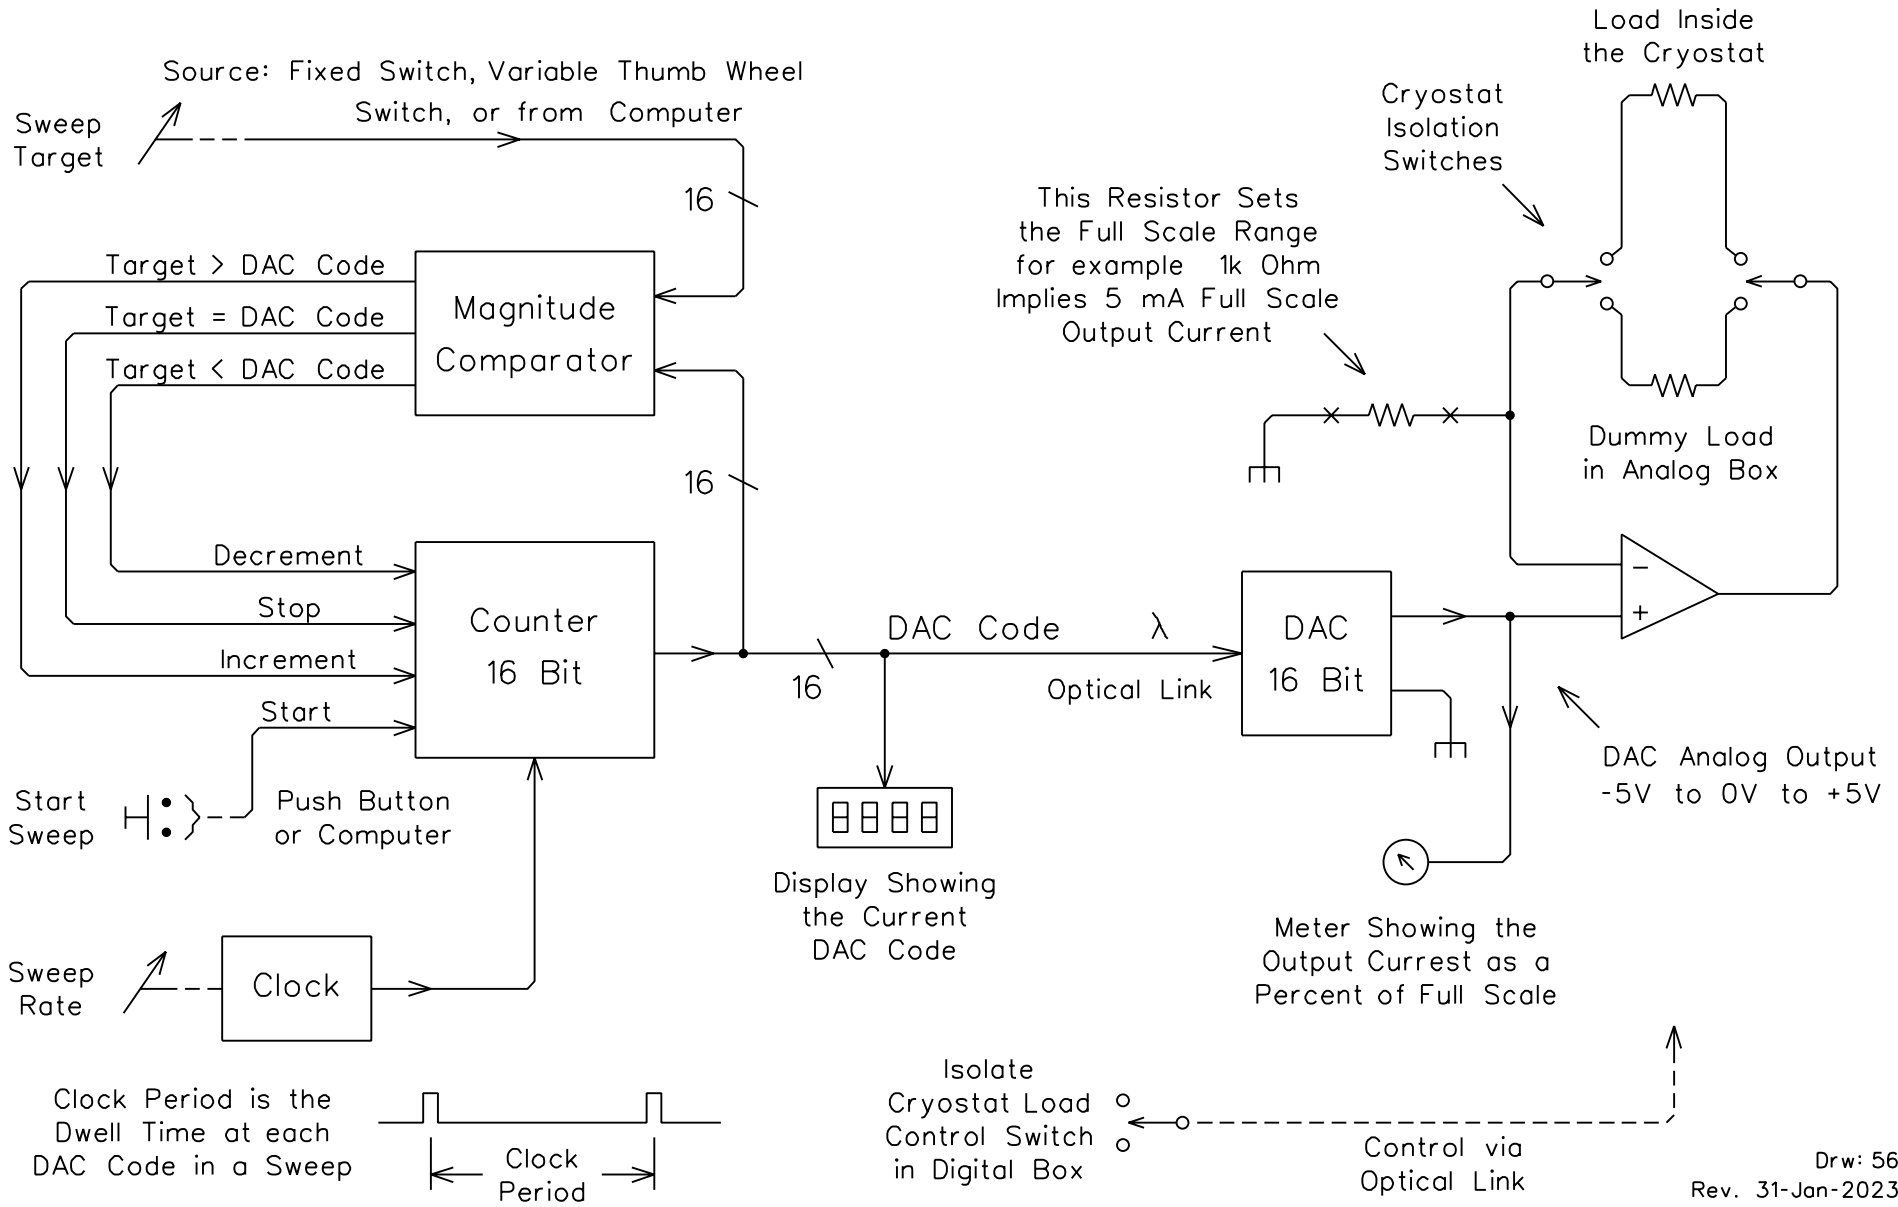 Source: Fixed Switch, Variable Thumb Wheel
Switch, or from Computer
Sweep
Target
16
Target > DAC Code
Target = DAC Code
Target < DAC Code
Magnitude
Comparator
16
Decrement
Stop
Increment
Start
Counter
16 Bit
Start
Sweep
Push Button
or Computer
Sweep
Rate
Clock
Clock Period is the
Dwell Time at each
DAC Code in a Sweep
Clock
Period
16
DAC Code λ
Optical Link
Display Showing
the Current
DAC Code
DAC
16 Bit
Load Inside
the Cryostat
Cryostat
Isolation
Switches
This Resistor Sets
the Full Scale Range
for example 1k Ohm
Implies 5 mA Full Scale
Output Current
Dummy Load
in Analog Box
−
+
DAC Analog Output
-5V to 0V to +5V
Meter Showing the
Output Currest as a
Percent of Full Scale
Isolate
Cryostat Load
Control Switch
in Digital Box
Control via
Optical Link
Drw: 56
Rev. 31-Jan-2023